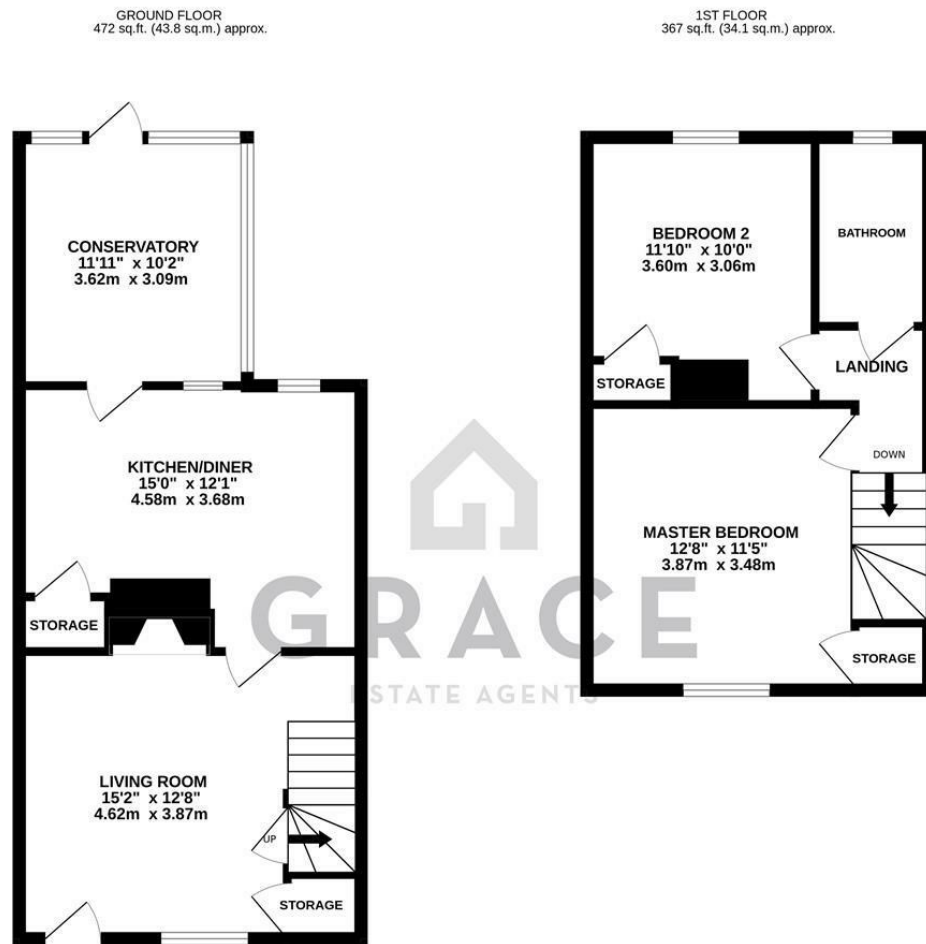 GROUND FLOOR
472 sq.ft. (43.8 sq.m.) approx.
1ST FLOOR
367 sq.ft. (34.1 sq.m.) approx.
CONSERVATORY
11'11" x 10'2"
3.62m x 3.09m
KITCHEN/DINER
15'0" x 12'1"
4.58m x 3.68m
STORAGE
LIVING ROOM
15'2" x 12'8"
4.62m x 3.87m
UP
STORAGE
BEDROOM 2
11'10" x 10'0"
3.60m x 3.06m
BATHROOM
STORAGE
LANDING
DOWN
MASTER BEDROOM
12'8" x 11'5"
3.87m x 3.48m
STORAGE
GRACE
ESTATE AGENTS